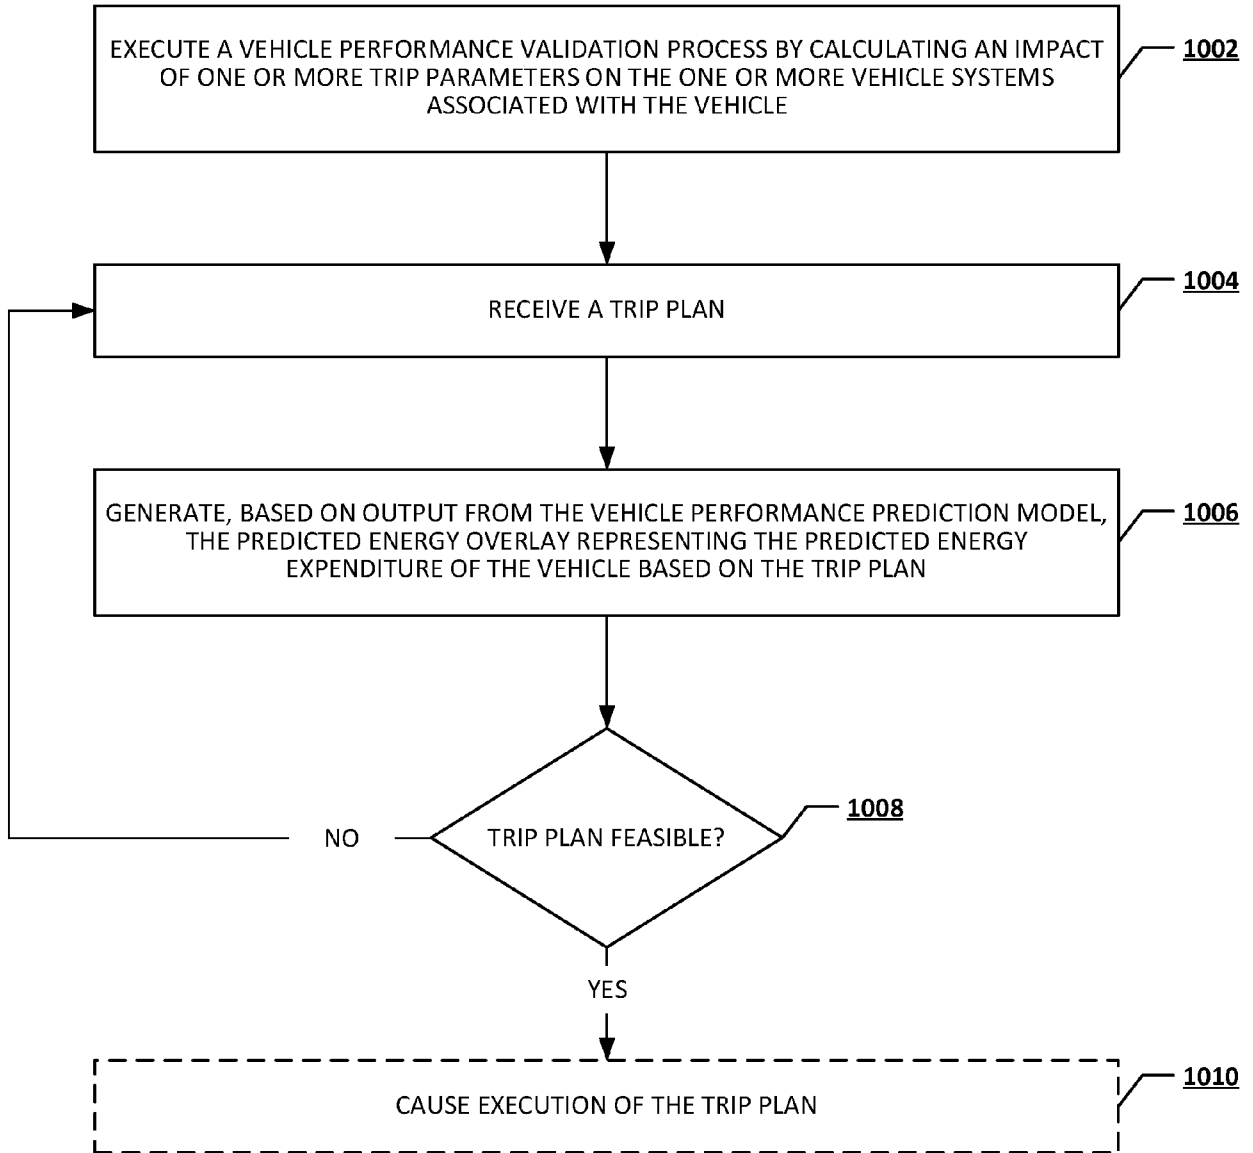 EXECUTE A VEHICLE PERFORMANCE VALIDATION PROCESS BY CALCULATING AN IMPACT
OF ONE OR MORE TRIP PARAMETERS ON THE ONE OR MORE VEHICLE SYSTEMS
ASSOCIATED WITH THE VEHICLE
1002
RECEIVE A TRIP PLAN
1004
GENERATE, BASED ON OUTPUT FROM THE VEHICLE PERFORMANCE PREDICTION MODEL,
THE PREDICTED ENERGY OVERLAY REPRESENTING THE PREDICTED ENERGY
EXPENDITURE OF THE VEHICLE BASED ON THE TRIP PLAN
1006
TRIP PLAN FEASIBLE?
1008
NO
YES
CAUSE EXECUTION OF THE TRIP PLAN
1010